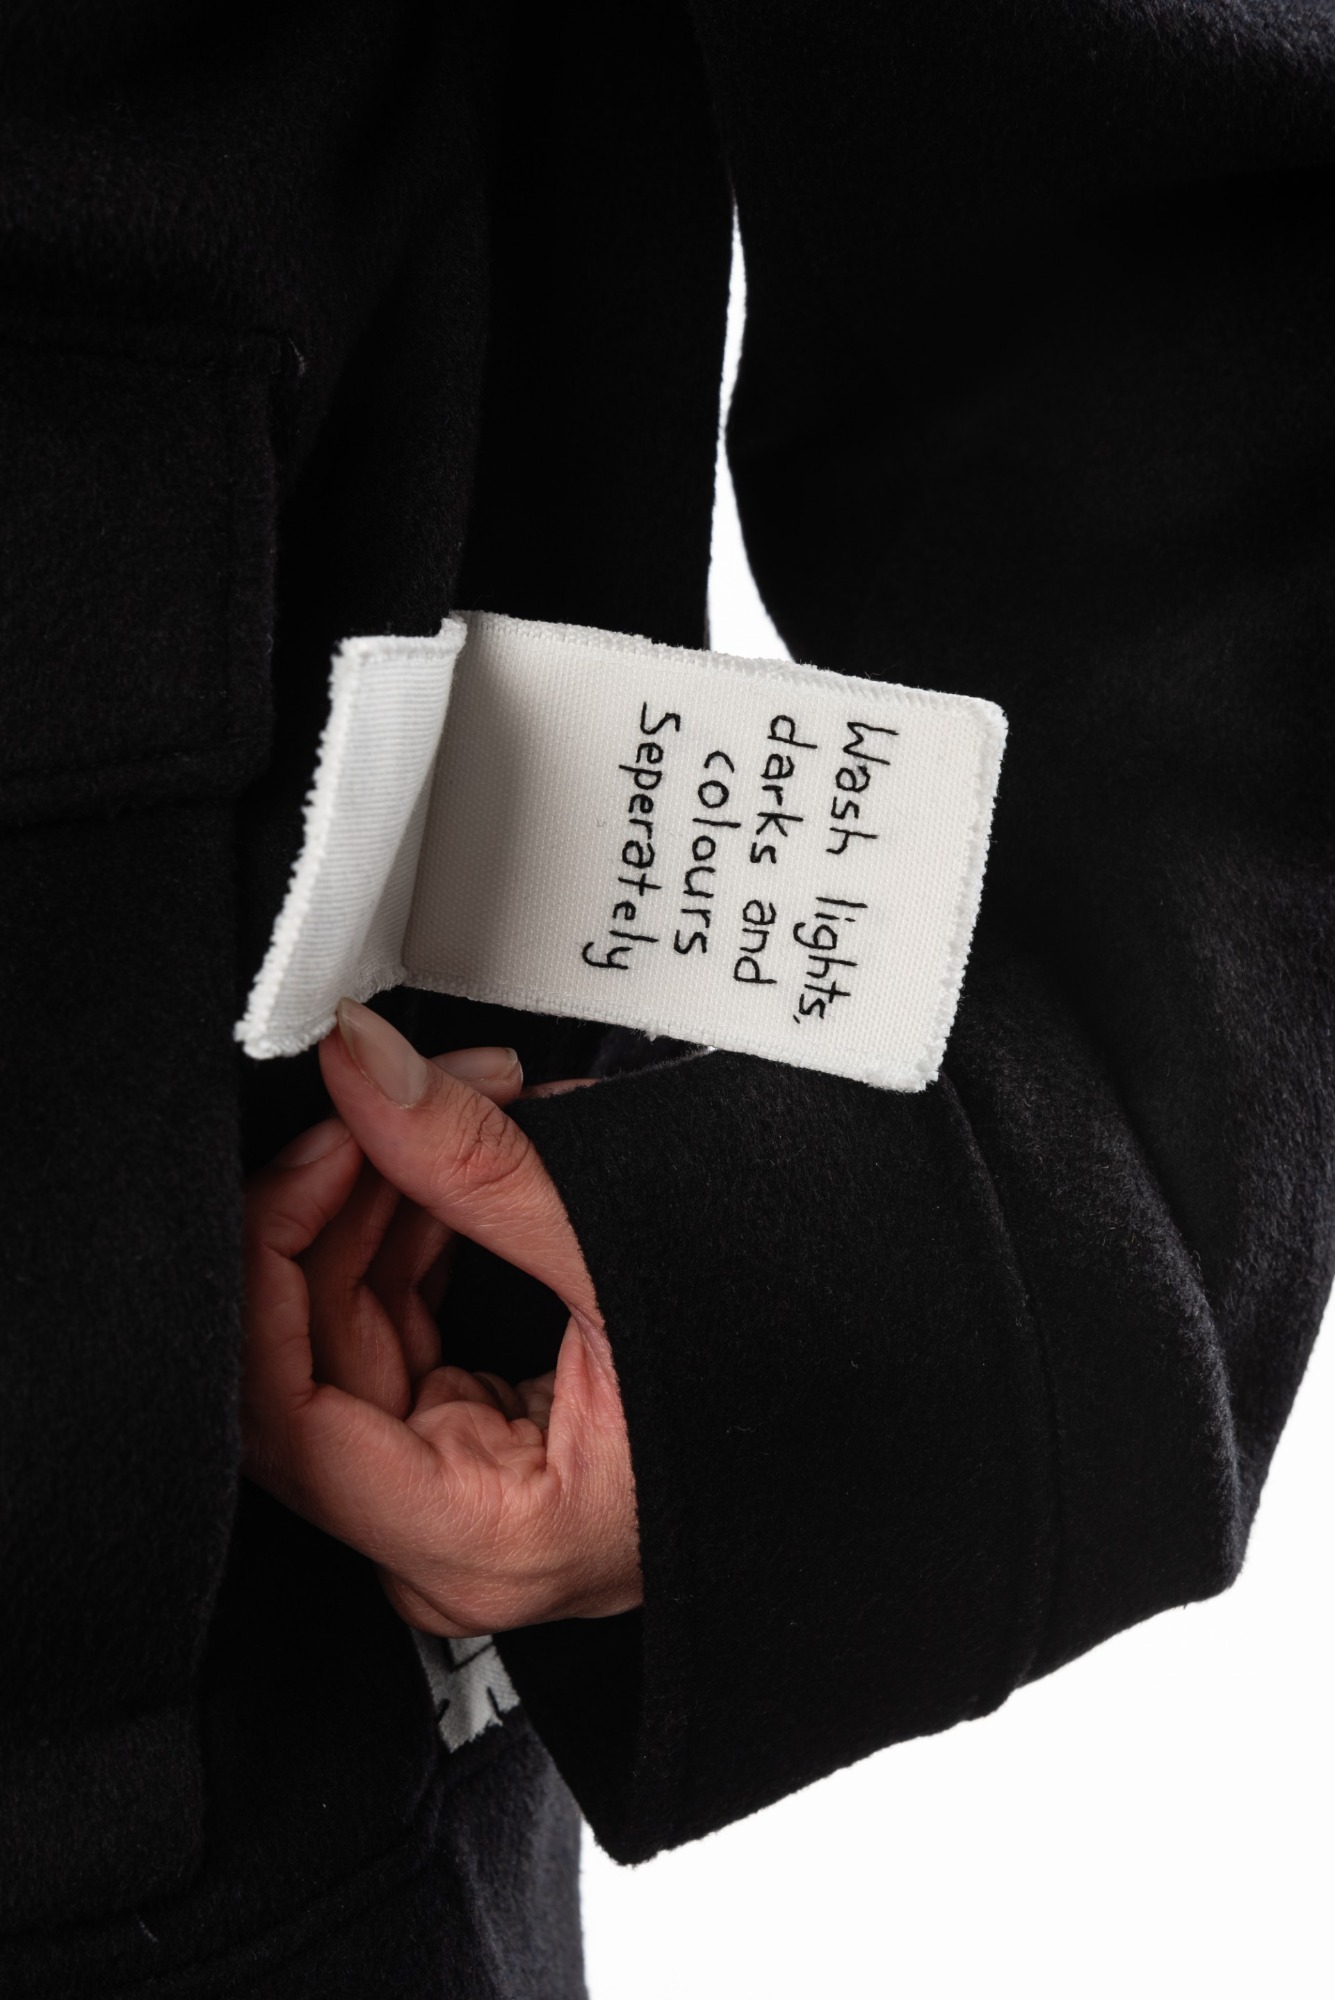 Wash lights,
darks and
colours
Seperately